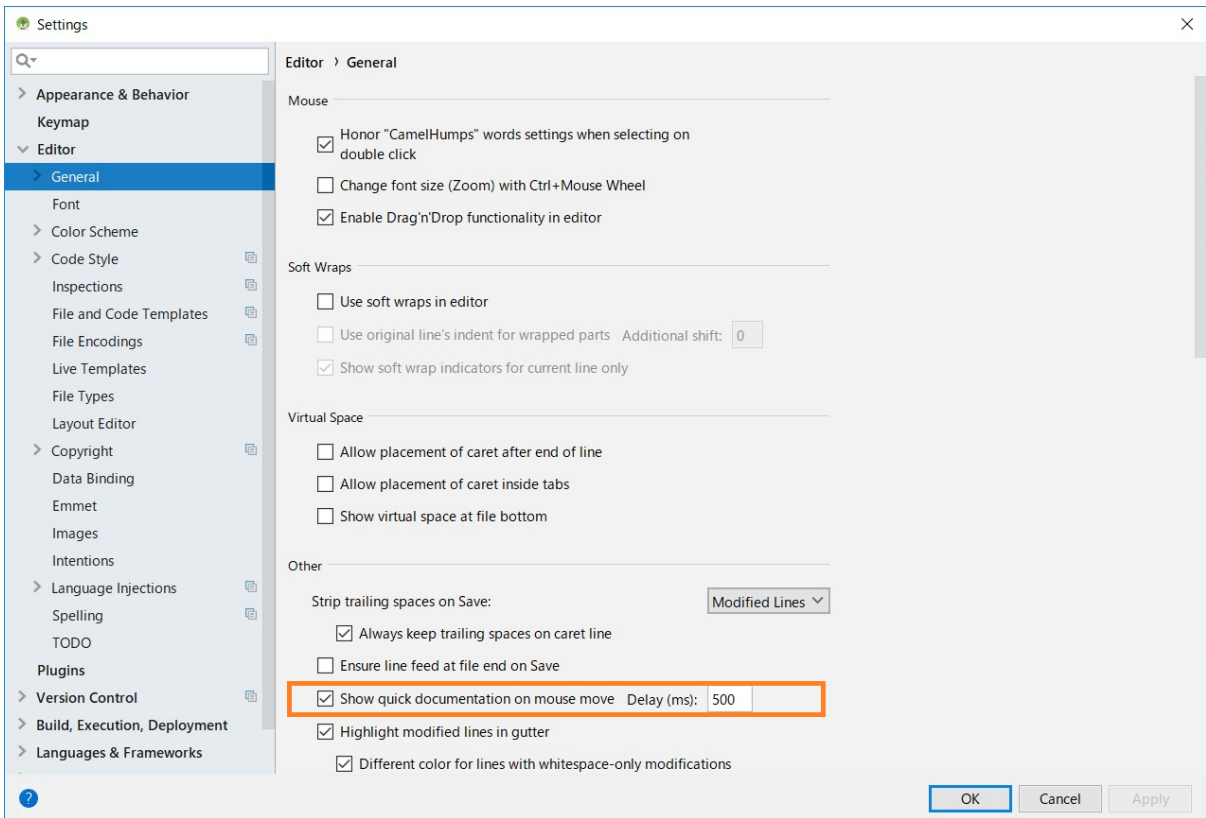 Settings
Appearance & Behavior
Keymap
Editor
General
Font
Color Scheme
Code Style
Inspections
File and Code Templates
File Encodings
Live Templates
File Types
Layout Editor
Copyright
Data Binding
Emmet
Images
Intentions
Language Injections
Spelling
TODO
Plugins
Version Control
Build, Execution, Deployment
Languages & Frameworks
?
Editor › General
Mouse
Honor "CamelHumps" words settings when selecting on
double click
Change font size (Zoom) with Ctrl+Mouse Wheel
Enable Drag'n'Drop functionality in editor
Soft Wraps
Use soft wraps in editor
Use original line's indent for wrapped parts Additional shift: 0
Show soft wrap indicators for current line only
Virtual Space
Allow placement of caret after end of line
Allow placement of caret inside tabs
Show virtual space at file bottom
Other
Strip trailing spaces on Save: Modified Lines
Always keep trailing spaces on caret line
Ensure line feed at file end on Save
Show quick documentation on mouse move Delay (ms): 500
Highlight modified lines in gutter
Different color for lines with whitespace-only modifications
OK Cancel Apply